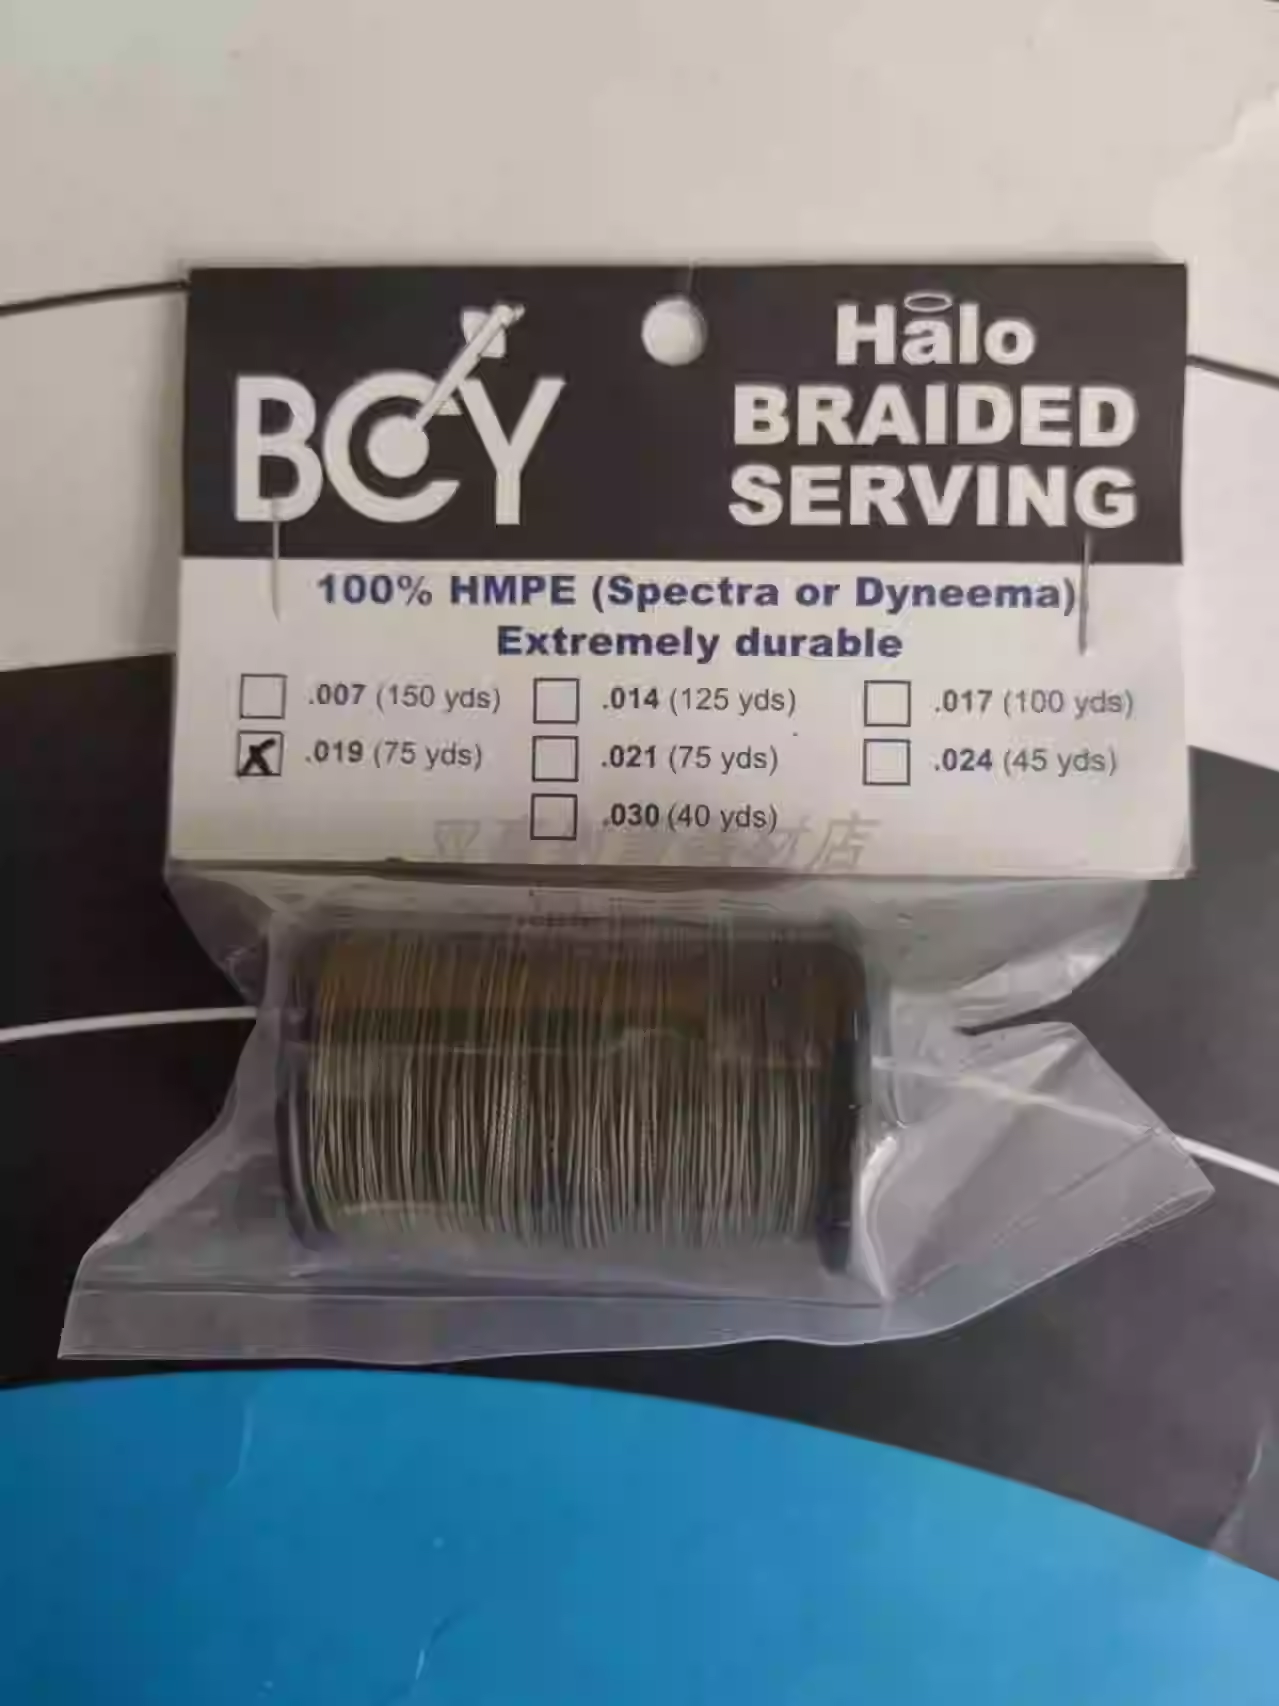 BCY
Halo
BRAIDED
SERVING
100% HMPE (Spectra or Dyneema)
Extremely durable
.007 (150 yds) .014 (125 yds) .017 (100 yds)
.019 (75 yds) .021 (75 yds) .024 (45 yds)
.030 (40 yds)